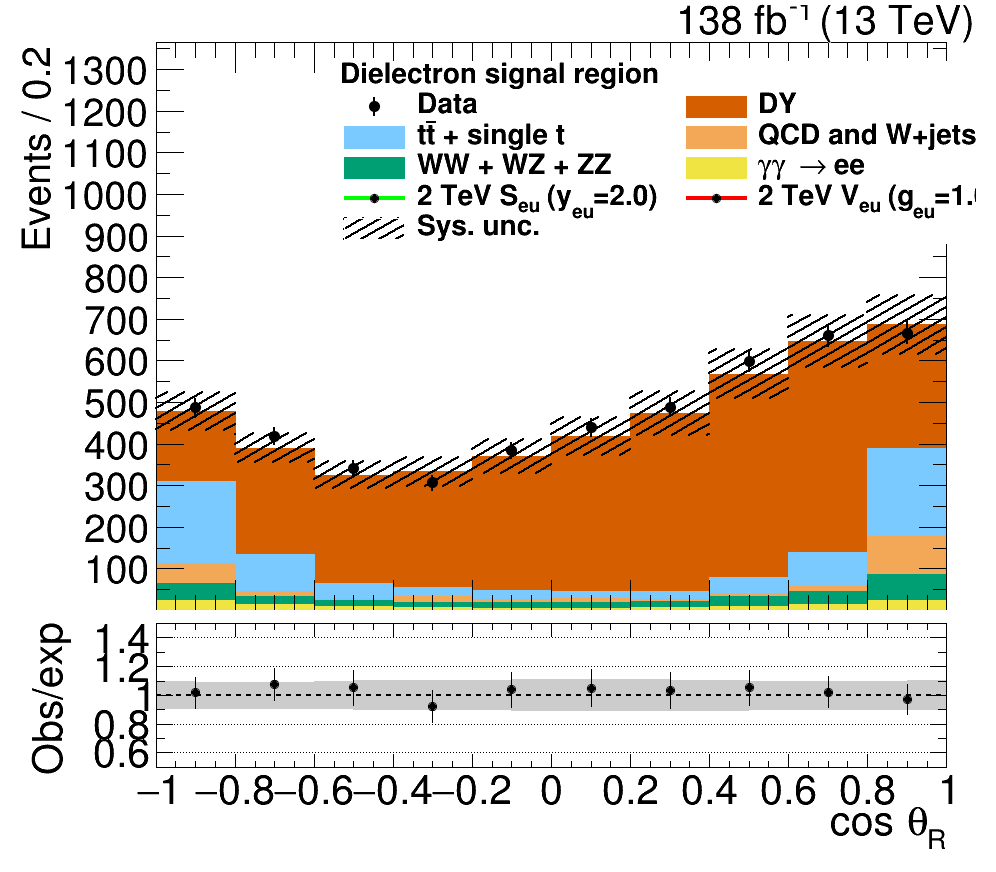 138 fb⁻¹ (13 TeV)
Events / 0.2
1300
1200
1100
1000
900
800
700
600
500
400
300
200
100
Dielectron signal region
Data
DY
tt̄ + single t
QCD and W+jets
WW + WZ + ZZ
γγ → ee
2 TeV S_eu (y_eu=2.0)
2 TeV V_eu (g_eu=1.
Sys. unc.
Obs/exp
1.4
1.2
1
0.8
0.6
−1 −0.8 −0.6 −0.4 −0.2 0 0.2 0.4 0.6 0.8 1
cos θ_R